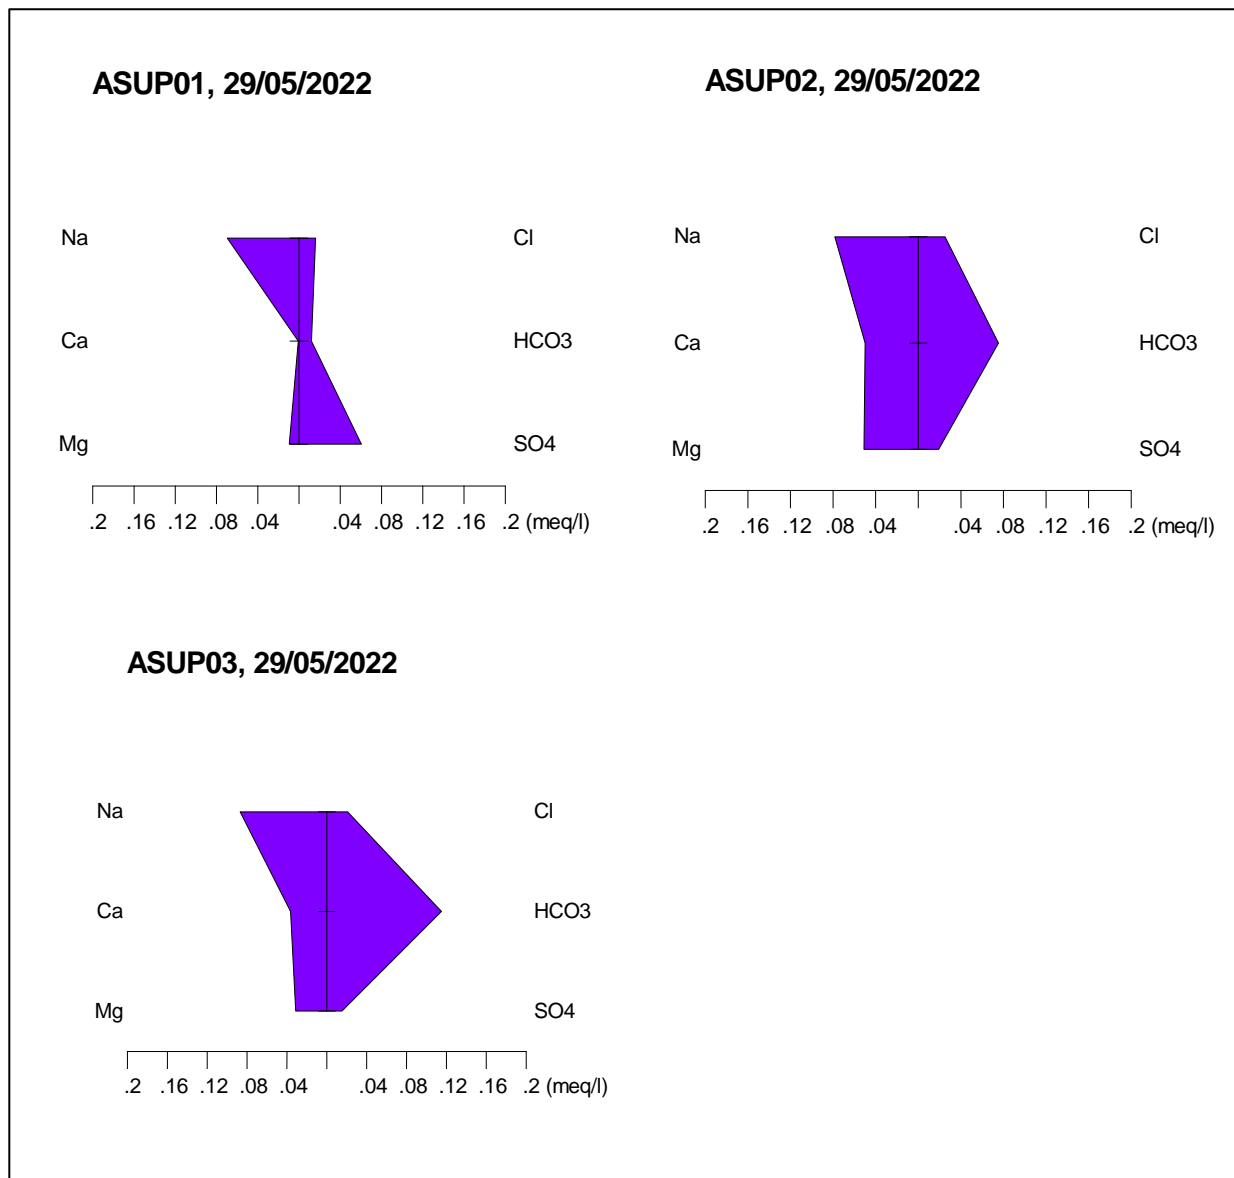 ASUP01, 29/05/2022
Na Cl
Ca HCO3
Mg SO4
.2 .16 .12 .08 .04 .04 .08 .12 .16 .2 (meq/l)
ASUP02, 29/05/2022
Na Cl
Ca HCO3
Mg SO4
.2 .16 .12 .08 .04 .04 .08 .12 .16 .2 (meq/l)
ASUP03, 29/05/2022
Na Cl
Ca HCO3
Mg SO4
.2 .16 .12 .08 .04 .04 .08 .12 .16 .2 (meq/l)